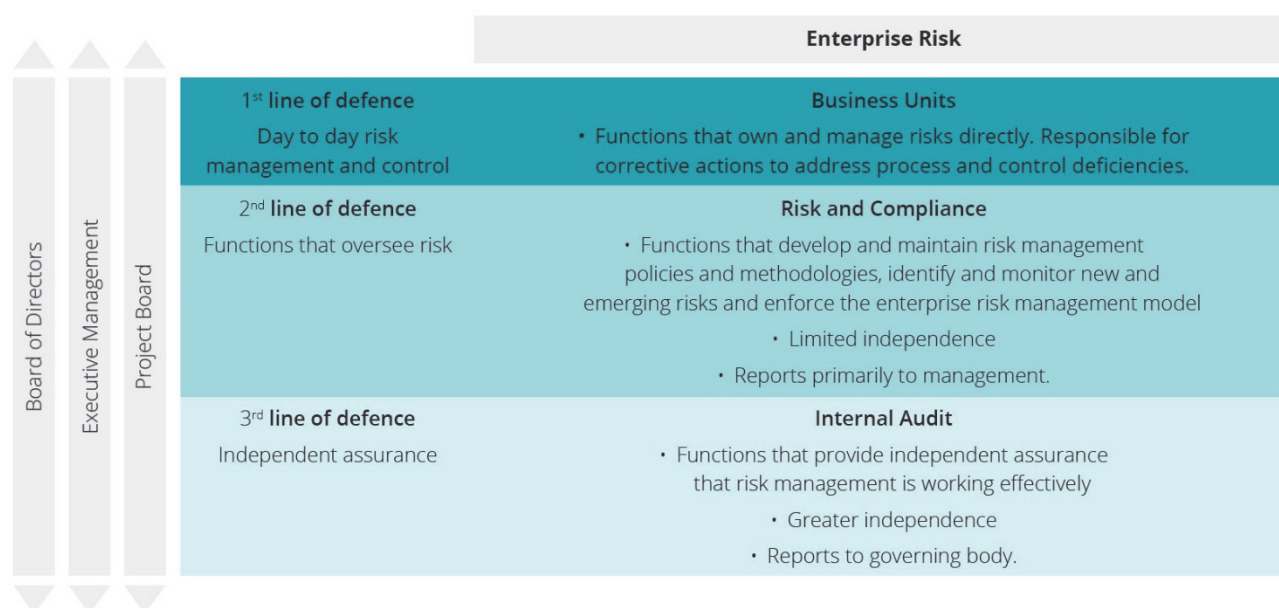 Enterprise Risk
Board of Directors
Executive Management
Project Board
1st line of defence
Day to day risk
management and control
Business Units
• Functions that own and manage risks directly. Responsible for
corrective actions to address process and control deficiencies.
2nd line of defence
Functions that oversee risk
Risk and Compliance
• Functions that develop and maintain risk management
policies and methodologies, identify and monitor new and
emerging risks and enforce the enterprise risk management model
• Limited independence
• Reports primarily to management.
3rd line of defence
Independent assurance
Internal Audit
• Functions that provide independent assurance
that risk management is working effectively
• Greater independence
• Reports to governing body.